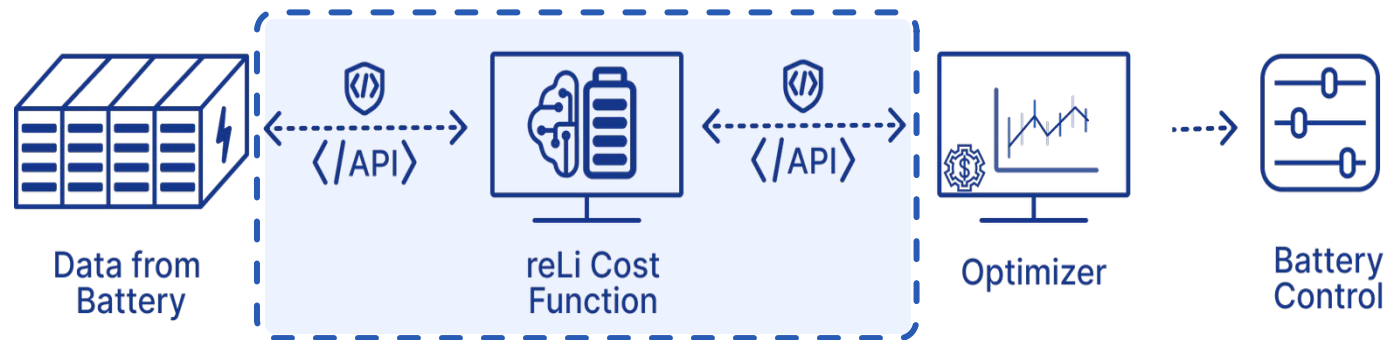 </>
</>
</API>
</API>
$
Data from
Battery
reLi Cost
Function
Optimizer
Battery
Control